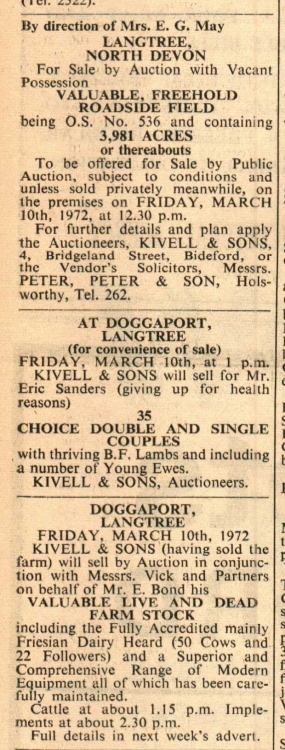 (Tel. 2322).
By direction of Mrs. E. G. May
LANGTREE,
NORTH DEVON
For Sale by Auction with Vacant
Possession
VALUABLE, FREEHOLD
ROADSIDE FIELD
being O.S. No. 536 and containing
3,981 ACRES
or thereabouts
To be offered for Sale by Public
Auction, subject to conditions and
unless sold privately meanwhile, on
the premises on FRIDAY, MARCH
10th, 1972, at 12.30 p.m.
For further details and plan apply
the Auctioneers, KIVELL & SONS,
4, Bridgeland Street, Bideford, or
the Vendor's Solicitors, Messrs.
PETER, PETER & SON, Hols-
worthy, Tel. 262.
AT DOGGAPORT,
LANGTREE
(for convenience of sale)
FRIDAY, MARCH 10th, at 1 p.m.
KIVELL & SONS will sell for Mr.
Eric Sanders (giving up for health
reasons)
35
CHOICE DOUBLE AND SINGLE
COUPLES
with thriving B.F. Lambs and including
a number of Young Ewes.
KIVELL & SONS, Auctioneers.
DOGGAPORT,
LANGTREE
FRIDAY, MARCH 10th, 1972
KIVELL & SONS (having sold the
farm) will sell by Auction in conjunc-
tion with Messrs. Vick and Partners
on behalf of Mr. E. Bond his
VALUABLE LIVE AND DEAD
FARM STOCK
including the Fully Accredited mainly
Friesian Dairy Heard (50 Cows and
22 Followers) and a Superior and
Comprehensive Range of Modern
Equipment all of which has been care-
fully maintained.
Cattle at about 1.15 p.m. Imple-
ments at about 2.30 p.m.
Full details in next week's advert.